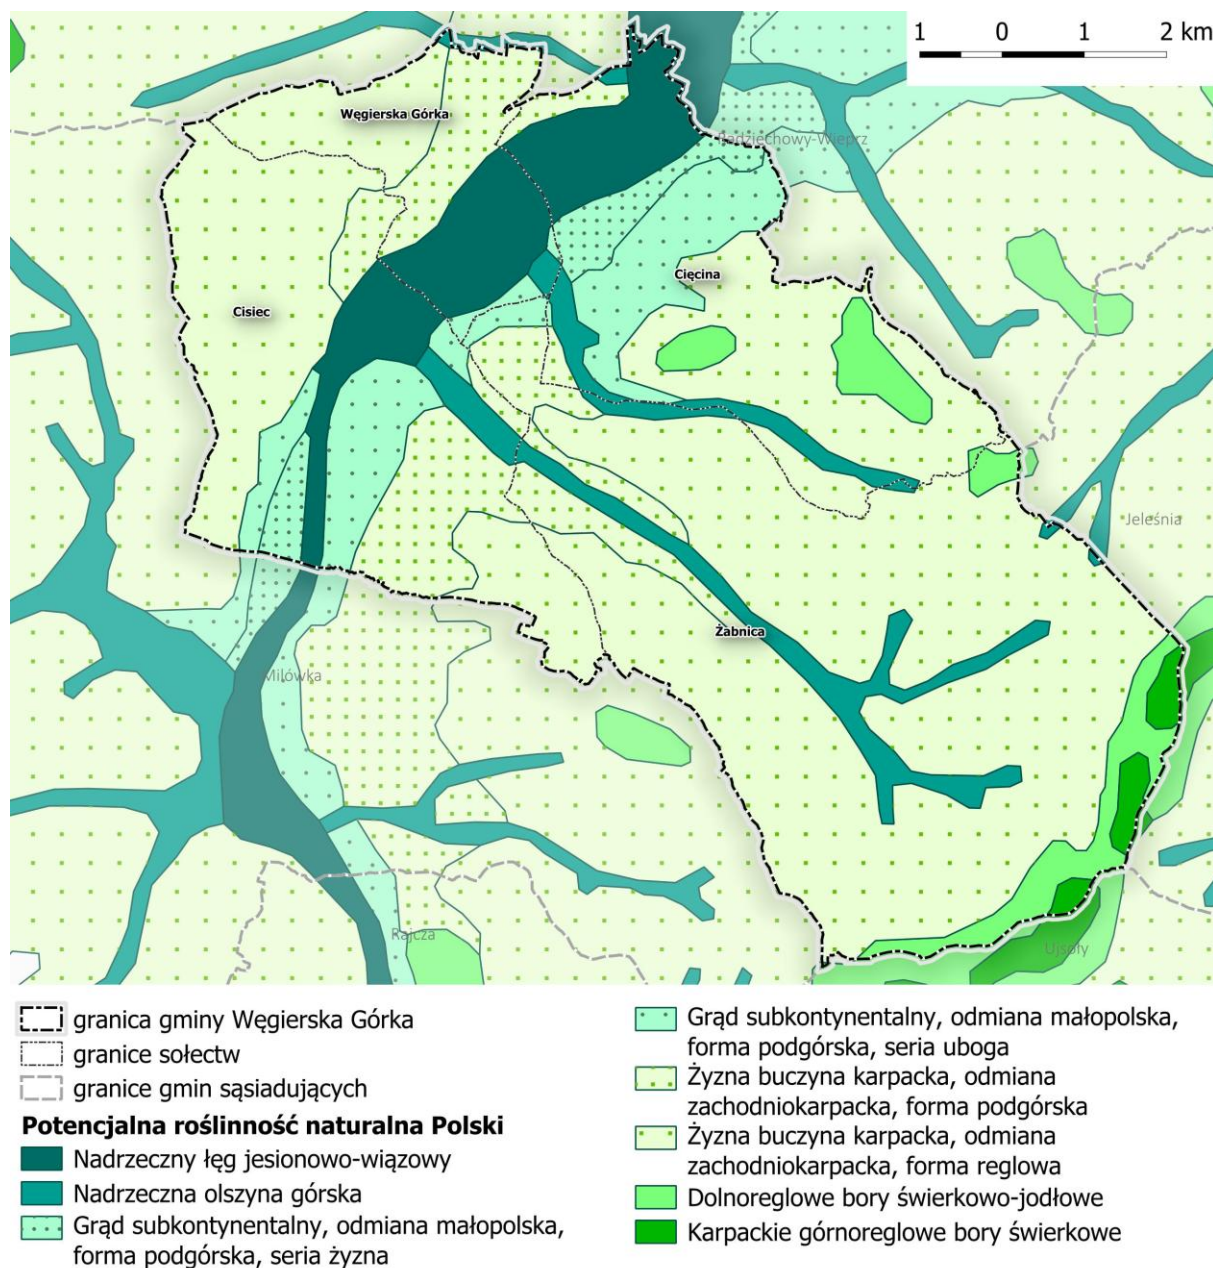 1 0 1 2 km
Węgierska Górka
Radziechowy-Wieprz
Cięcina
Cisiec
Jeleśnia
Żabnica
Milówka
Rajcza
Ujsoły
granica gminy Węgierska Górka
granice sołectw
granice gmin sąsiadujących
Potencjalna roślinność naturalna Polski
Nadrzeczny łęg jesionowo-wiązowy
Nadrzeczna olszyna górska
Grąd subkontynentalny, odmiana małopolska,
forma podgórska, seria żyzna
Grąd subkontynentalny, odmiana małopolska,
forma podgórska, seria uboga
Żyzna buczyna karpacka, odmiana
zachodniokarpacka, forma podgórska
Żyzna buczyna karpacka, odmiana
zachodniokarpacka, forma reglowa
Dolnoreglowe bory świerkowo-jodłowe
Karpackie górnoreglowe bory świerkowe